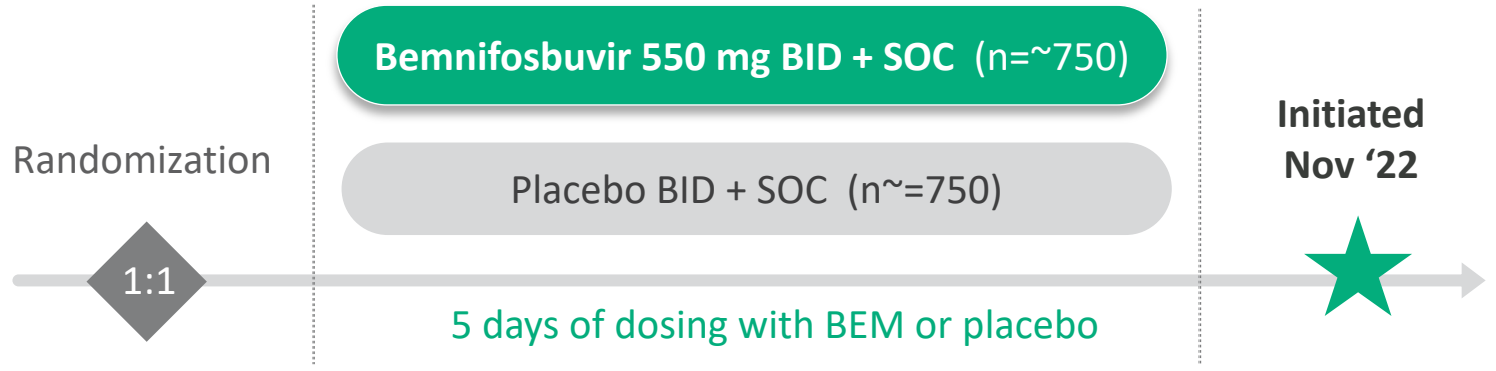 Bemnifosbuvir 550 mg BID + SOC (n=~750)
Initiated
Nov ‘22
Randomization
Placebo BID + SOC (n~=750)
1:1
5 days of dosing with BEM or placebo